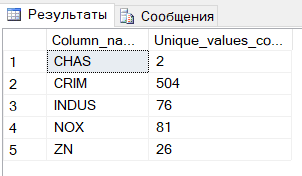 Результаты Сообщения
Column_na... Unique_values_co...
1 CHAS 2
2 CRIM 504
3 INDUS 76
4 NOX 81
5 ZN 26